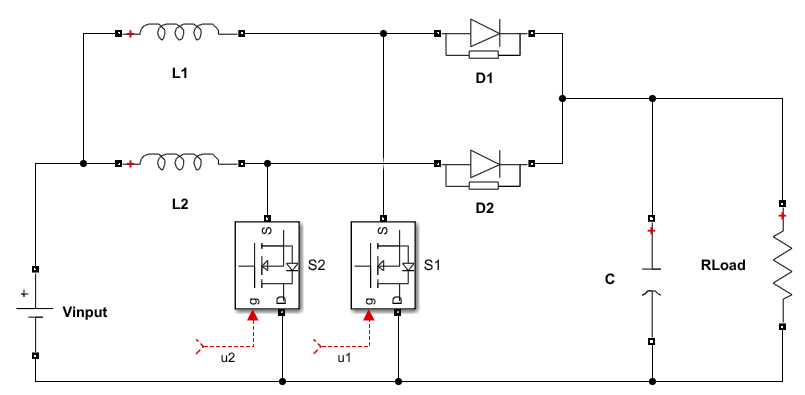 L1
D1
L2
D2
S
S
S2
S1
g
D
g
D
C
RLoad
+
Vinput
u2
u1